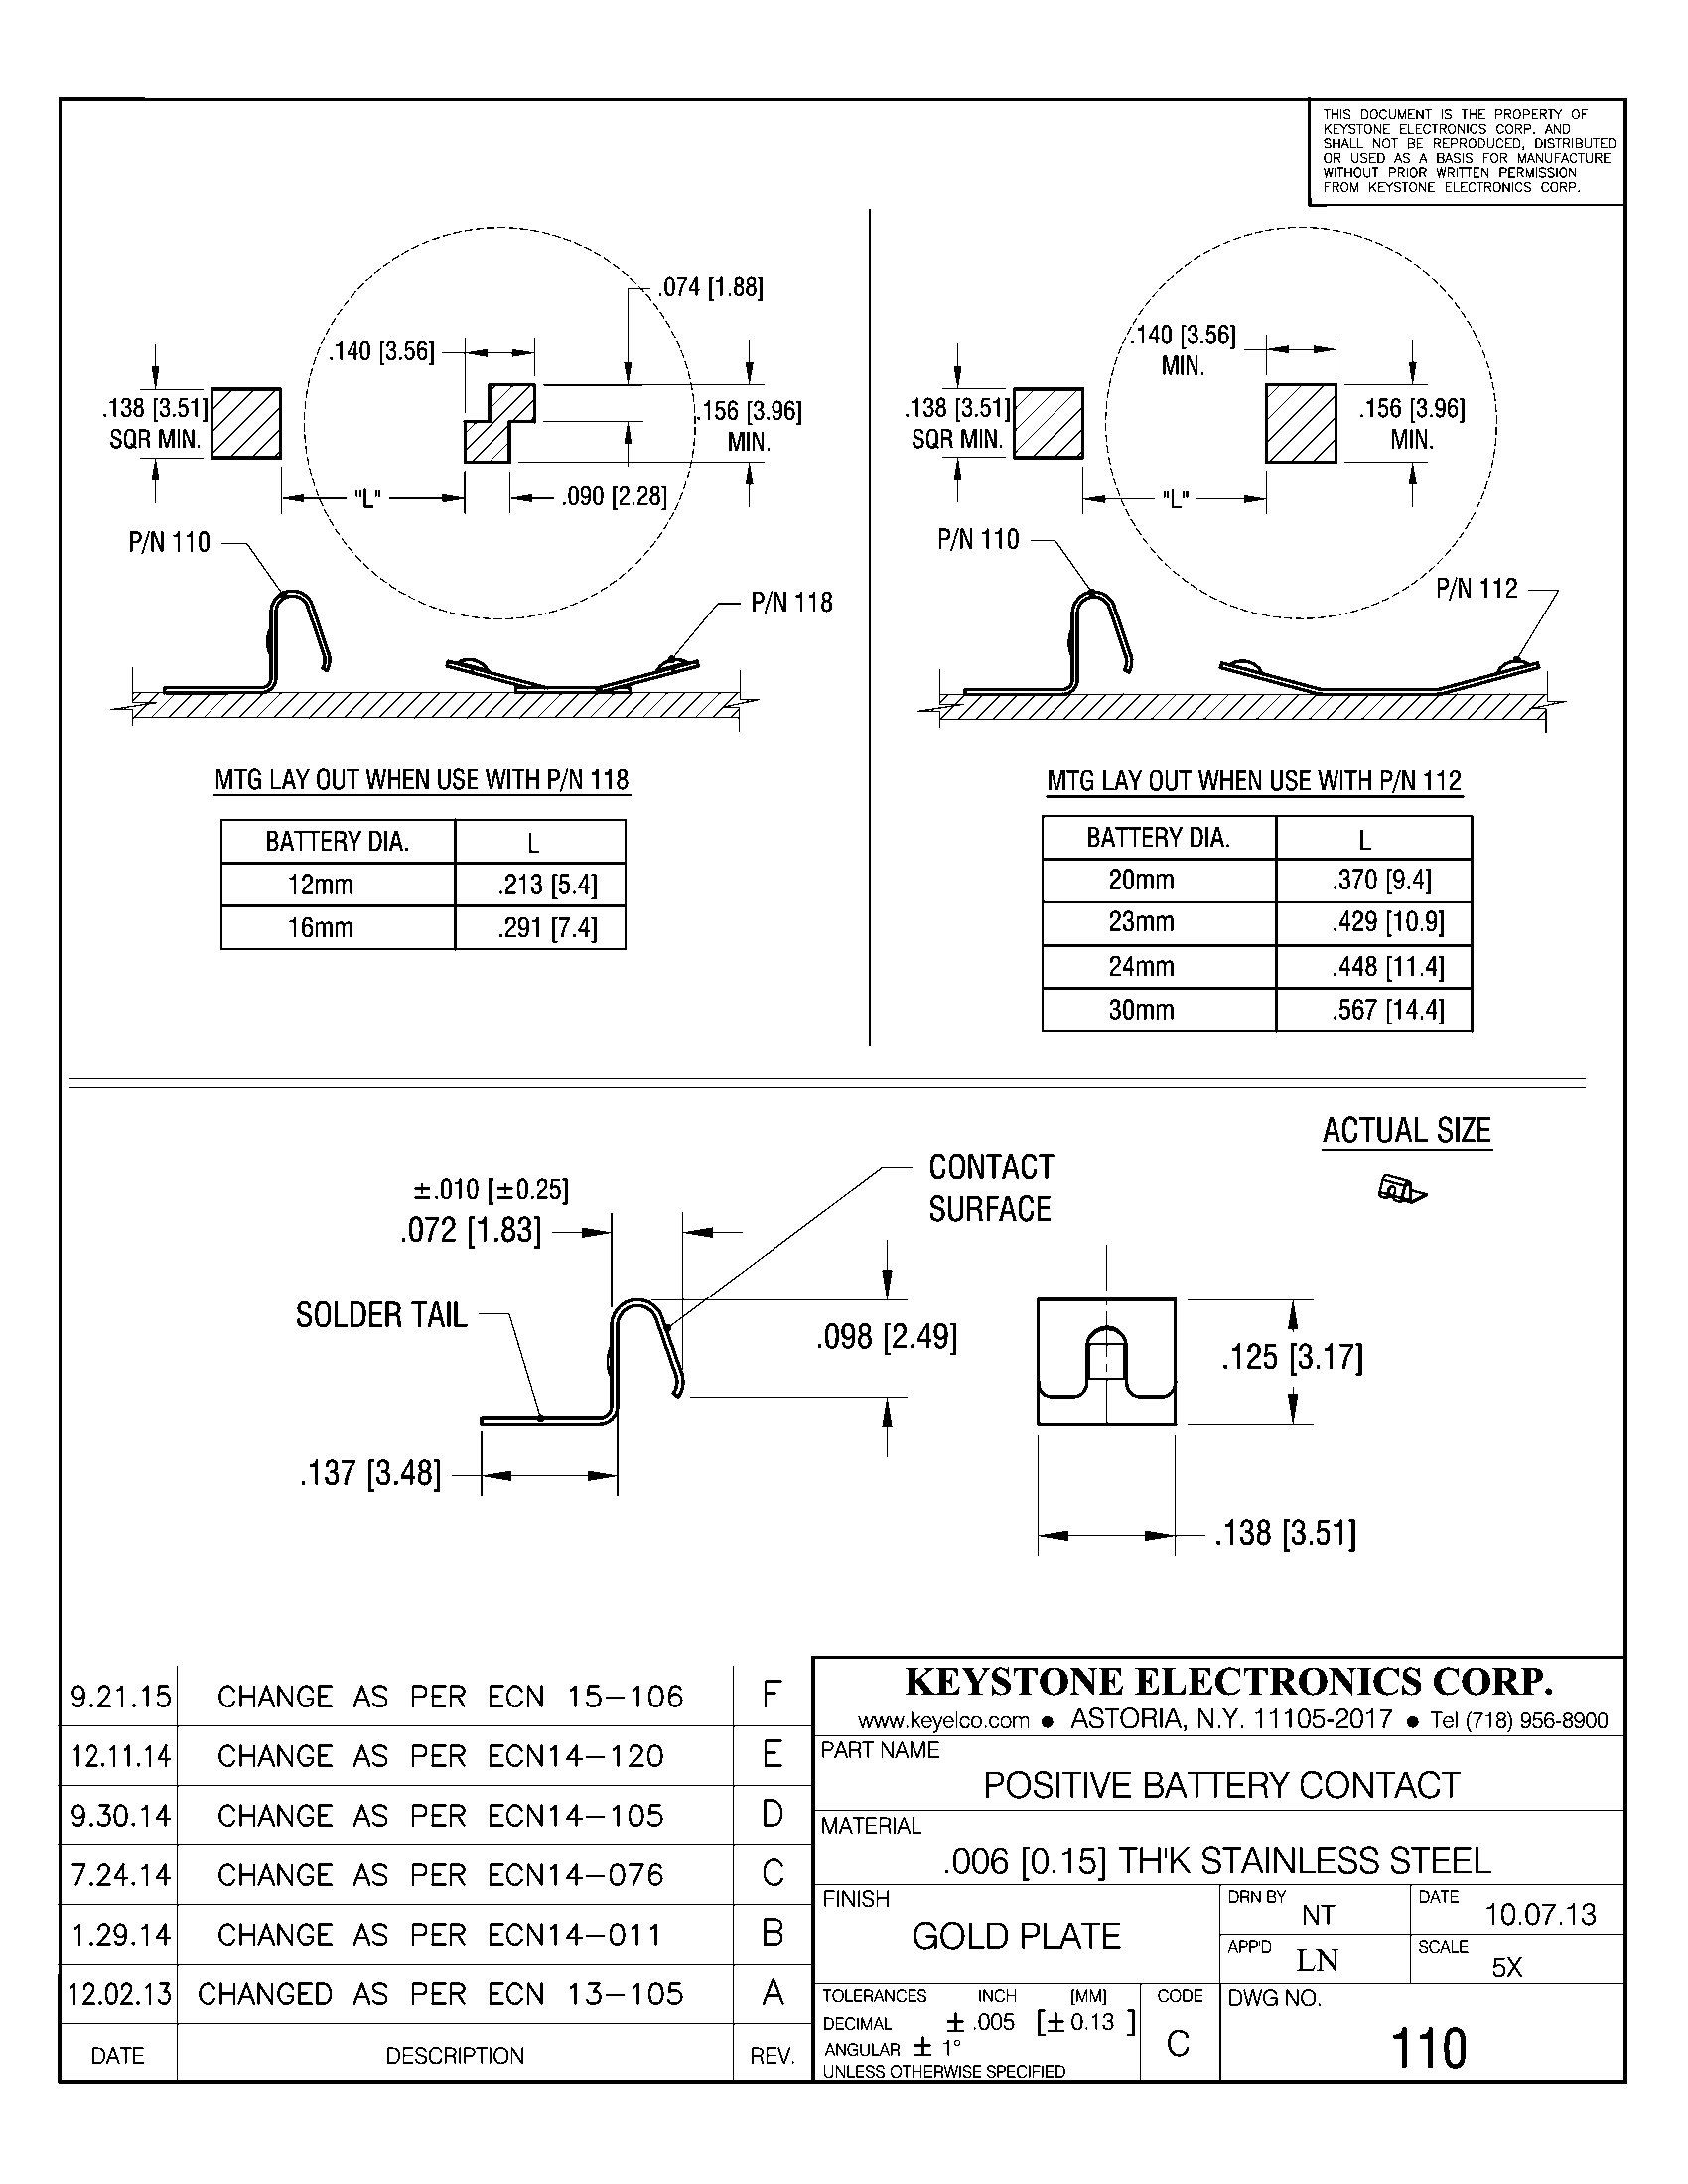 THIS DOCUMENT IS THE PROPERTY OF
KEYSTONE ELECTRONICS CORP. AND
SHALL NOT BE REPRODUCED, DISTRIBUTED
OR USED AS A BASIS FOR MANUFACTURE
WITHOUT PRIOR WRITTEN PERMISSION
FROM KEYSTONE ELECTRONICS CORP.
.074 [1.88]
.140 [3.56]
.138 [3.51]
SQR MIN.
.156 [3.96]
MIN.
"L"
.090 [2.28]
P/N 110
P/N 118
MTG LAY OUT WHEN USE WITH P/N 118
BATTERY DIA. L
12mm .213 [5.4]
16mm .291 [7.4]
.140 [3.56]
MIN.
.138 [3.51]
SQR MIN.
.156 [3.96]
MIN.
"L"
P/N 110
P/N 112
MTG LAY OUT WHEN USE WITH P/N 112
BATTERY DIA. L
20mm .370 [9.4]
23mm .429 [10.9]
24mm .448 [11.4]
30mm .567 [14.4]
ACTUAL SIZE
CONTACT
SURFACE
±.010 [±0.25]
.072 [1.83]
SOLDER TAIL
.098 [2.49]
.125 [3.17]
.137 [3.48]
.138 [3.51]
9.21.15 CHANGE AS PER ECN 15-106 F
12.11.14 CHANGE AS PER ECN14-120 E
9.30.14 CHANGE AS PER ECN14-105 D
7.24.14 CHANGE AS PER ECN14-076 C
1.29.14 CHANGE AS PER ECN14-011 B
12.02.13 CHANGED AS PER ECN 13-105 A
DATE DESCRIPTION REV.
KEYSTONE ELECTRONICS CORP.
www.keyelco.com ● ASTORIA, N.Y. 11105-2017 ● Tel (718) 956-8900
PART NAME
POSITIVE BATTERY CONTACT
MATERIAL
.006 [0.15] TH'K STAINLESS STEEL
FINISH
GOLD PLATE
DRN BY NT
DATE 10.07.13
APP'D LN
SCALE 5X
TOLERANCES INCH [MM]
DECIMAL ± .005 [± 0.13 ]
ANGULAR ± 1°
UNLESS OTHERWISE SPECIFIED
CODE
C
DWG NO.
110